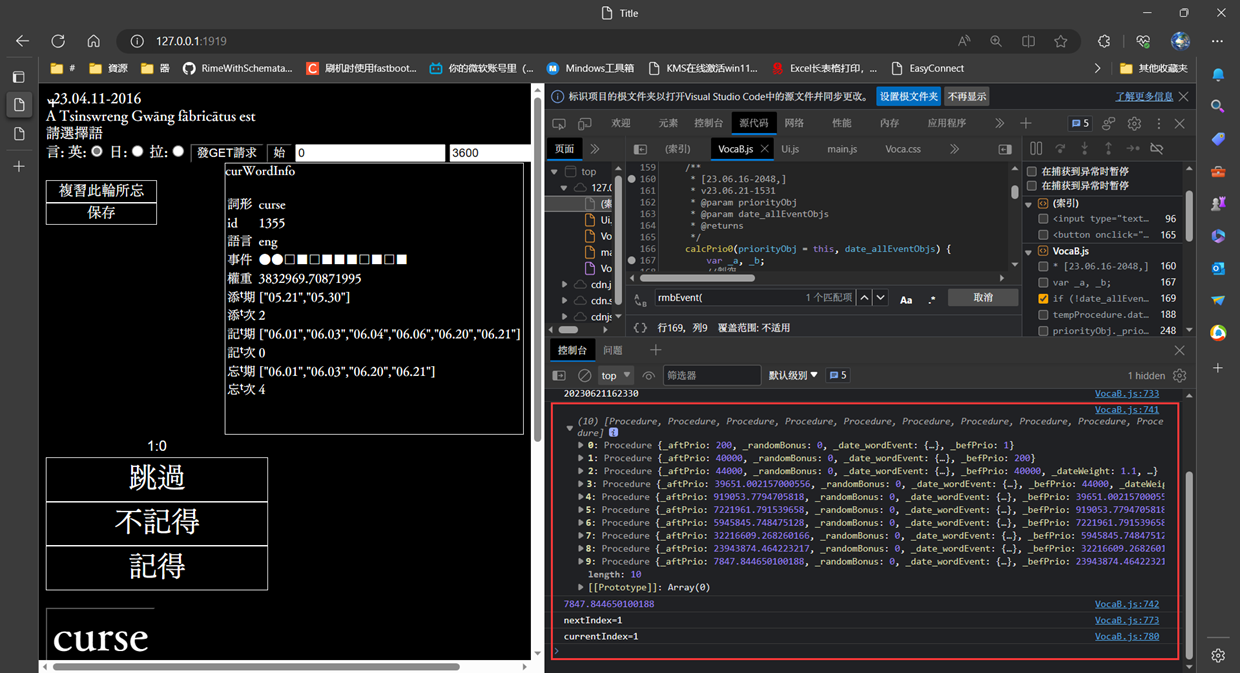 Title
127.0.0.1:1919
#
資源
器
RimeWithSchemata...
刷机时使用fastboot...
你的微软账号里（...
Mindows工具箱
KMS在线激活win11...
Excel长表格打印，...
EasyConnect
其他收藏夹
23.04.11-2016
A Tsinswreng Gwāng fàbricātus est
請選擇語
言: 英: 日: 拉: 發GET請求 始 0 3600
複習此輪所忘
保存
curWordInfo
詞形 curse
id 1355
語言 eng
事件 ●●□■□■■■□■□■
權重 3832969.70871995
添ᵗ期 ["05.21","05.30"]
添ᵗ次 2
記ᵗ期 ["06.01","06.03","06.04","06.06","06.20","06.21"]
記ᵗ次 0
忘ᵗ期 ["06.01","06.03","06.20","06.21"]
忘ᵗ次 4
1:0
跳過
不記得
記得
curse
标识项目的根文件夹以打开Visual Studio Code中的源文件并同步更改。 设置根文件夹 不再显示 了解更多信息
欢迎 元素 控制台 源代码 网络 性能 内存 应用程序 5
页面 (索引) VocaB.js Ui.js main.js Voca.css
top
127.0
(索
Ui.
Vo
ma
Vo
cdn.j
cdn.s
cdnjs
159 /**
160 * [23.06.16-2048,]
161 * v23.06.21-1531
162 * @param priorityObj
163 * @param date_allEventObjs
164 * @returns
165 */
166 calcPrio0(priorityObj = this, date_allEventObjs) {
167 var _a, _b;
rmbEvent( 1 个匹配项 Aa .* 取消
{} 行169，列9 覆盖范围: 不适用
在捕获到异常时暂停
在捕获到异常时暂停
(索引)
<input type="text… 96
<button onclick="… 165
VocaB.js
* [23.06.16-2048,] 160
var _a, _b; 167
if (!date_allEven… 169
tempProcedure.dat… 188
priorityObj._prio… 248
控制台 问题
top 筛选器 默认级别 5 1 hidden
20230621162330 VocaB.js:733
VocaB.js:741
(10) [Procedure, Procedure, Procedure, Procedure, Procedure, Procedure, Procedure, Procedure, Procedure, Proce
dure]
0: Procedure {_aftPrio: 200, _randomBonus: 0, _date_wordEvent: {…}, _befPrio: 1}
1: Procedure {_aftPrio: 40000, _randomBonus: 0, _date_wordEvent: {…}, _befPrio: 200}
2: Procedure {_aftPrio: 44000, _randomBonus: 0, _date_wordEvent: {…}, _befPrio: 40000, _dateWeight: 1.1, …}
3: Procedure {_aftPrio: 39651.002157000556, _randomBonus: 0, _date_wordEvent: {…}, _befPrio: 44000, _dateWeig
4: Procedure {_aftPrio: 919053.7794705818, _randomBonus: 0, _date_wordEvent: {…}, _befPrio: 39651.0021570055
5: Procedure {_aftPrio: 7221961.791539658, _randomBonus: 0, _date_wordEvent: {…}, _befPrio: 919053.7794705818
6: Procedure {_aftPrio: 5945845.748475128, _randomBonus: 0, _date_wordEvent: {…}, _befPrio: 7221961.791539658
7: Procedure {_aftPrio: 32216609.268260166, _randomBonus: 0, _date_wordEvent: {…}, _befPrio: 5945845.74847512
8: Procedure {_aftPrio: 23943874.464223217, _randomBonus: 0, _date_wordEvent: {…}, _befPrio: 32216609.2682601
9: Procedure {_aftPrio: 7847.844650100188, _randomBonus: 0, _date_wordEvent: {…}, _befPrio: 23943874.46422321
length: 10
[[Prototype]]: Array(0)
7847.844650100188 VocaB.js:742
nextIndex=1 VocaB.js:773
currentIndex=1 VocaB.js:780